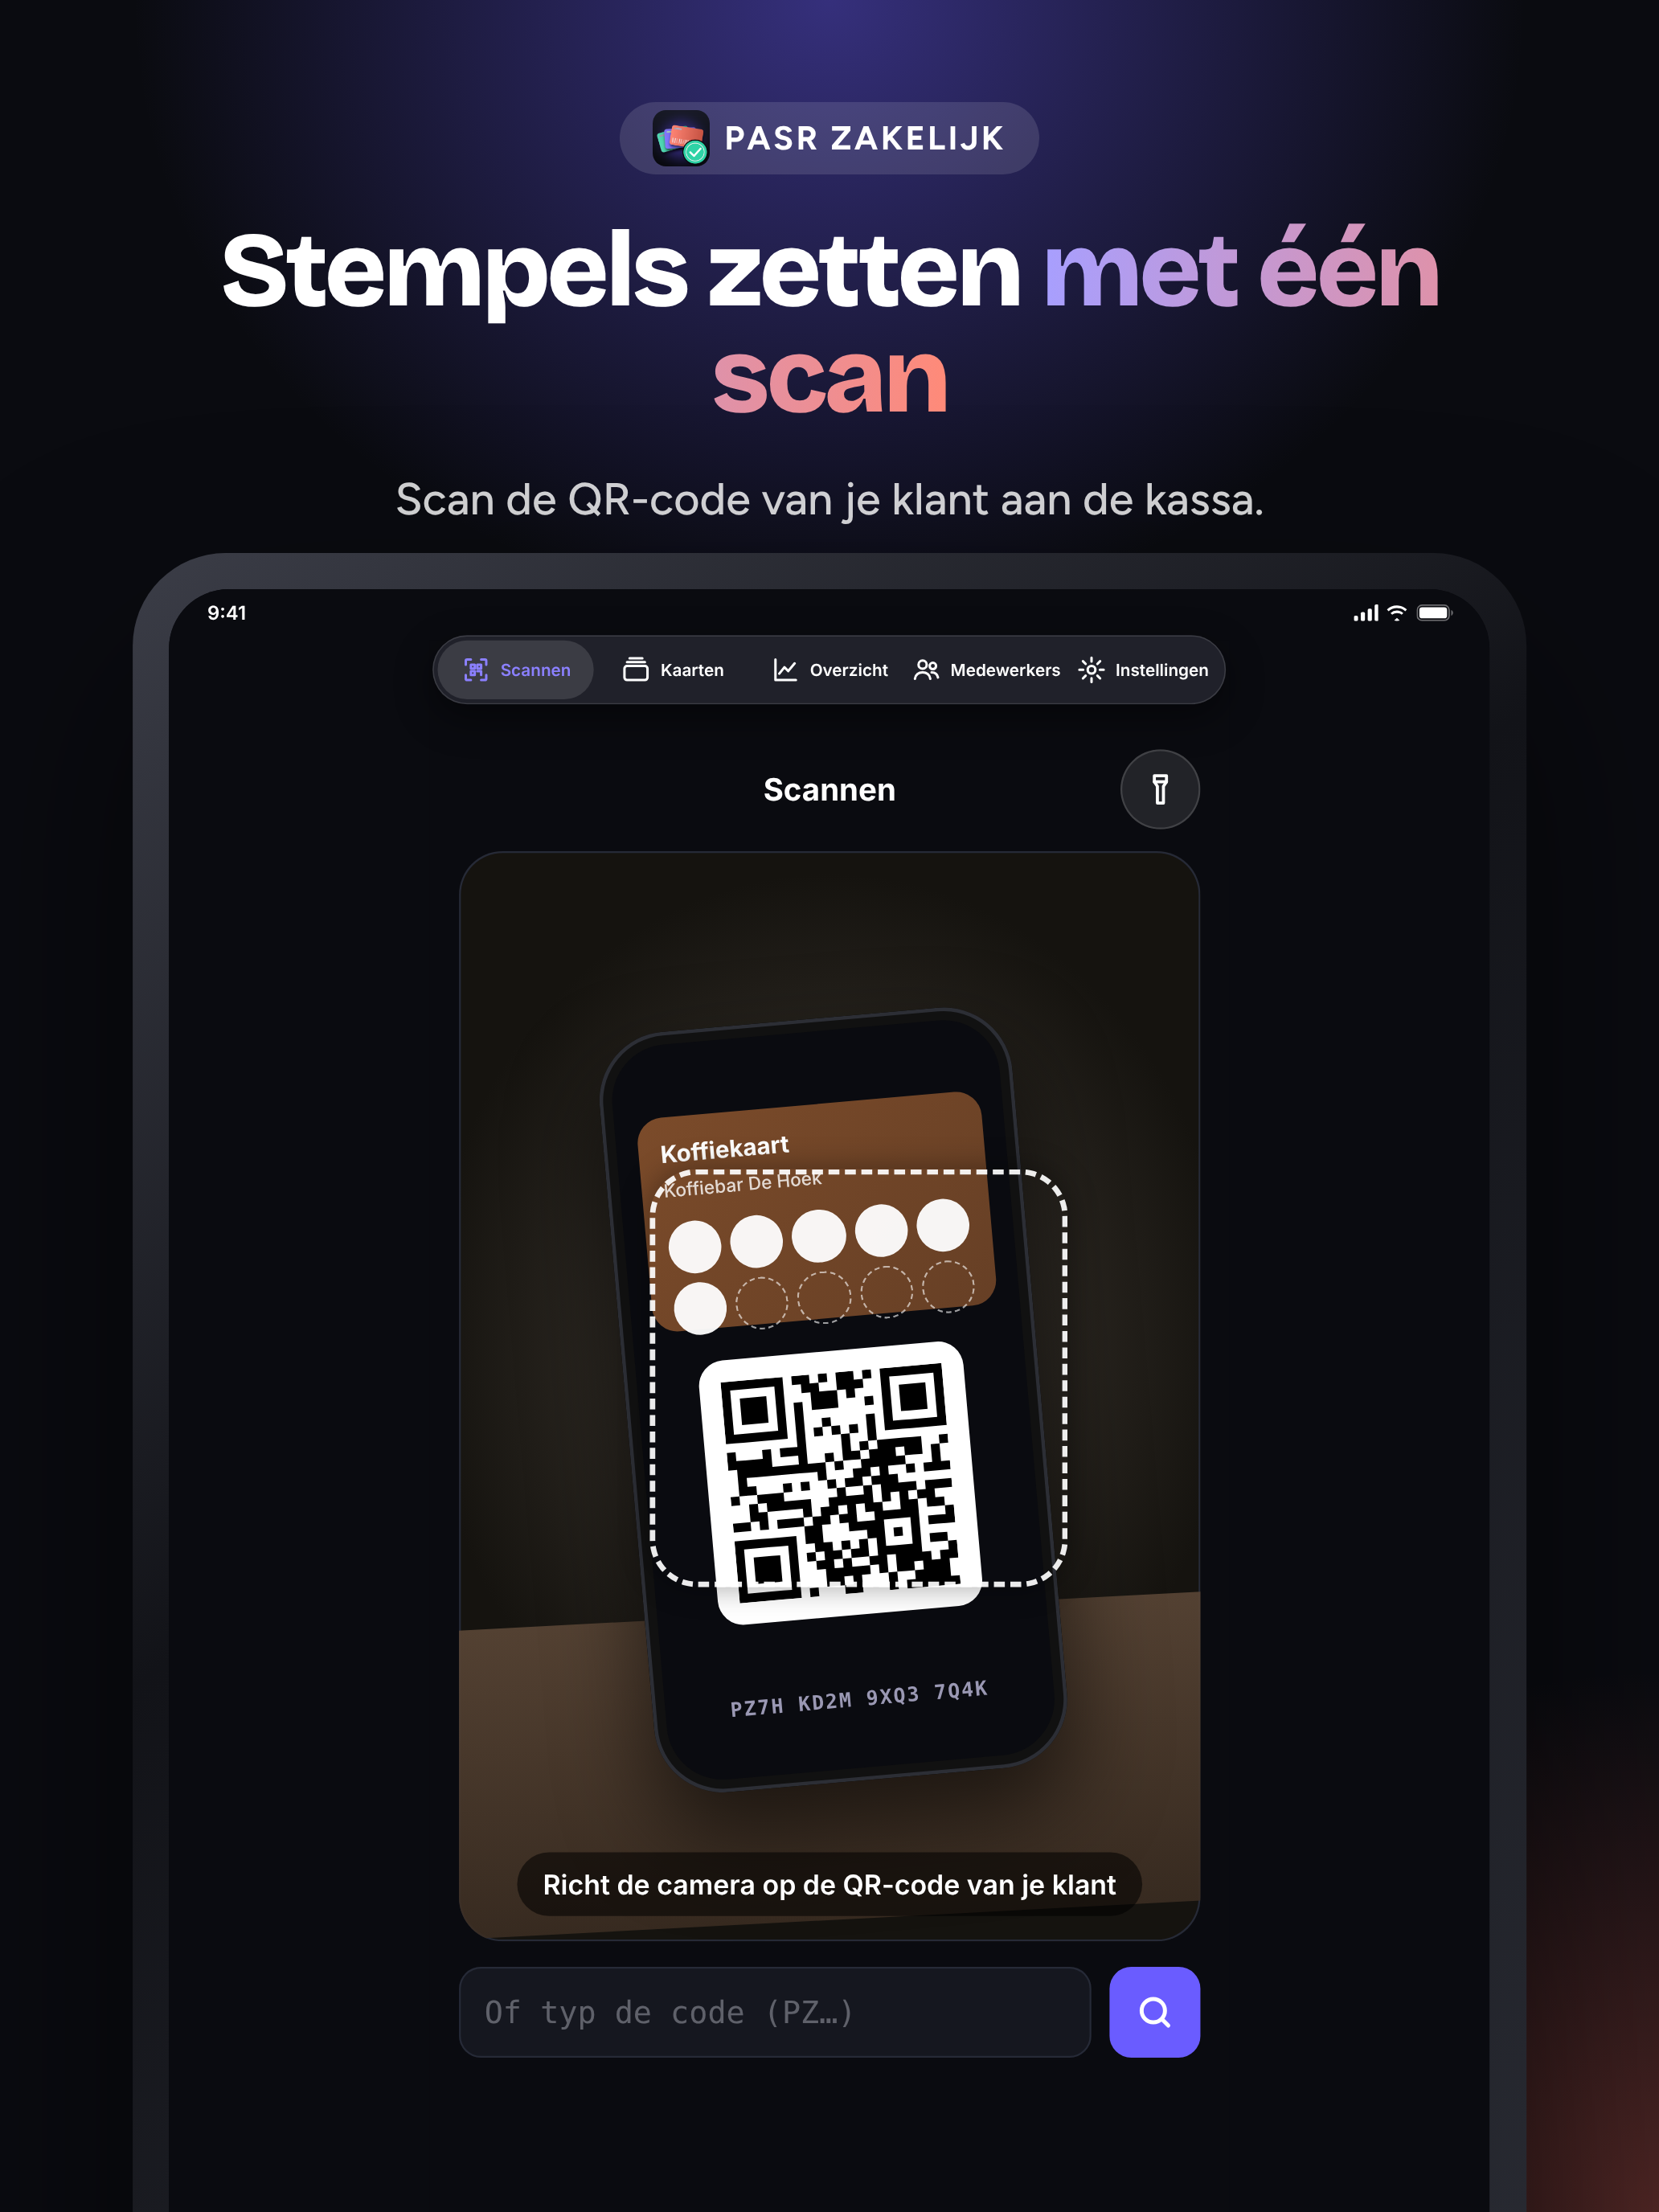 PASR ZAKELIJK
Stempels zetten met één
scan
Scan de QR-code van je klant aan de kassa.
9:41
Scannen Kaarten Overzicht Medewerkers Instellingen
Scannen
Koffiekaart
Koffiebar De Hoek
PZ7H KD2M 9XQ3 7Q4K
Richt de camera op de QR-code van je klant
Of typ de code (PZ…)